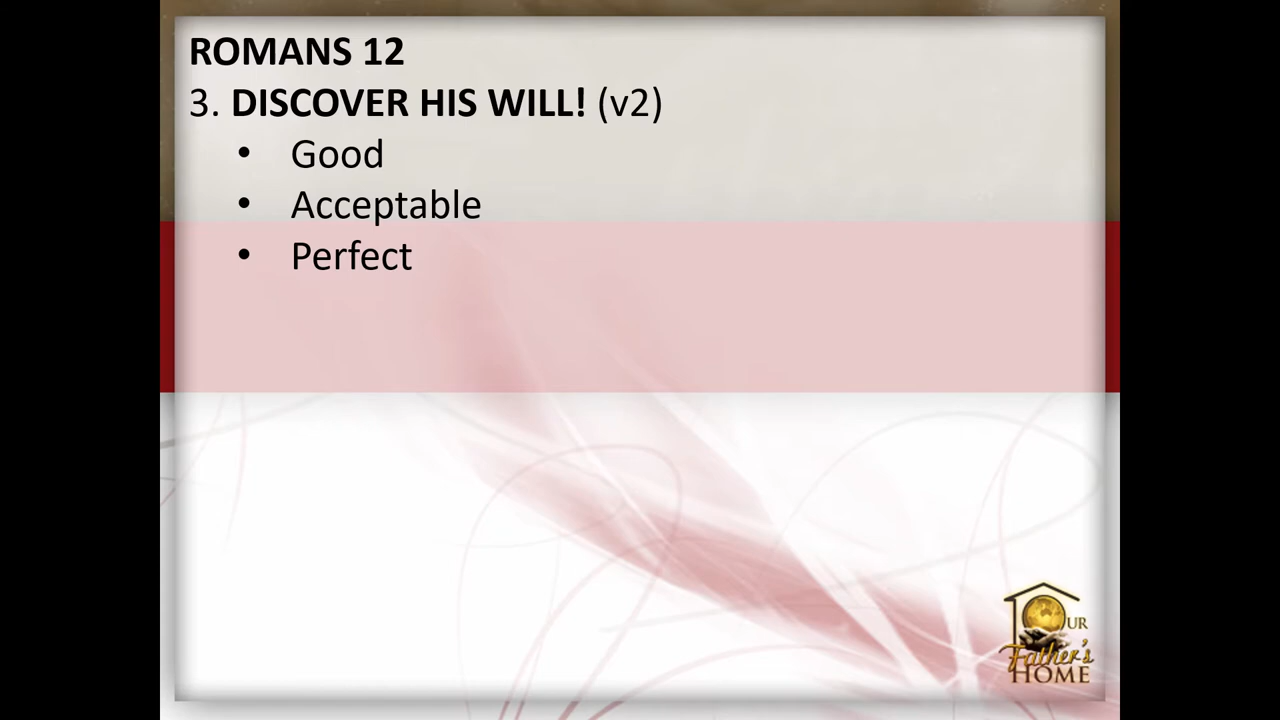 ROMANS 12
3. DISCOVER HIS WILL! (v2)
• Good
• Acceptable
• Perfect
OUR
Father's
HOME